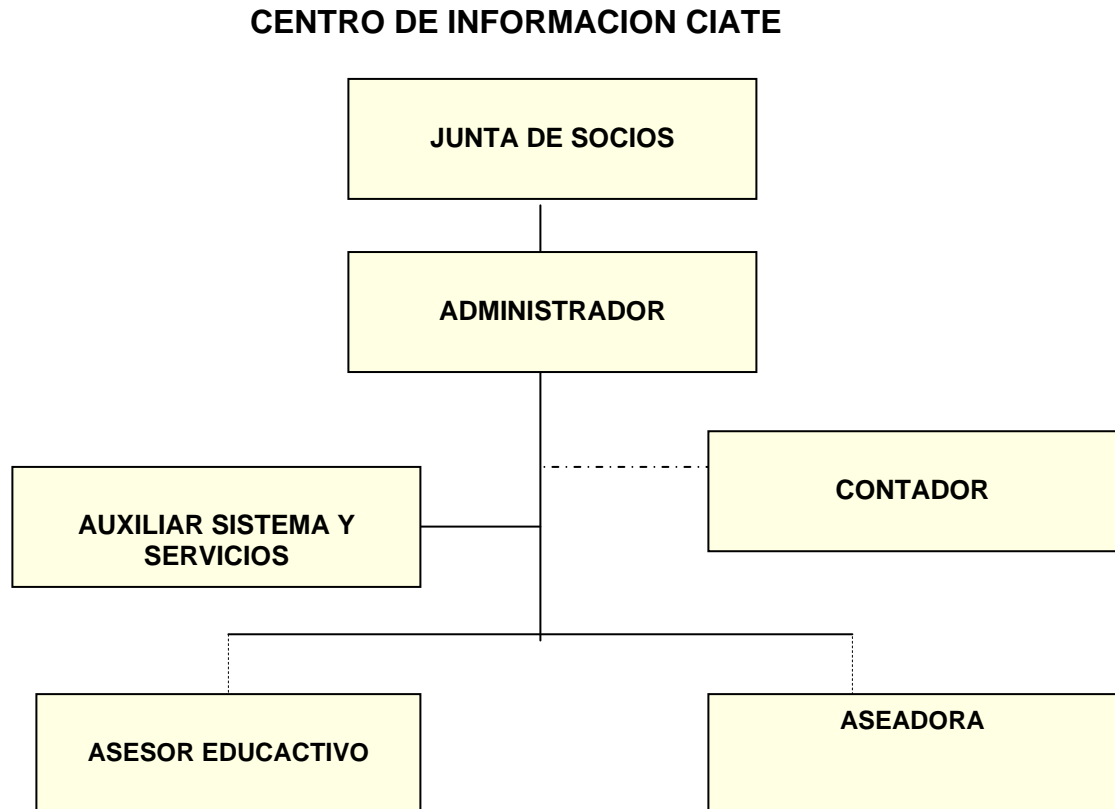 CENTRO DE INFORMACION CIATE
JUNTA DE SOCIOS
ADMINISTRADOR
CONTADOR
AUXILIAR SISTEMA Y
SERVICIOS
ASESOR EDUCACTIVO
ASEADORA